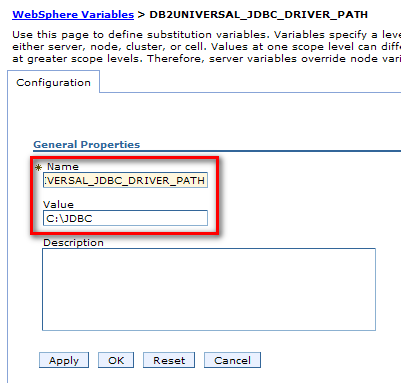 WebSphere Variables > DB2UNIVERSAL_JDBC_DRIVER_PATH
Use this page to define substitution variables. Variables specify a leve
either server, node, cluster, or cell. Values at one scope level can diff
at greater scope levels. Therefore, server variables override node vari
Configuration
General Properties
* Name
VERSAL_JDBC_DRIVER_PATH
Value
C:\JDBC
Description
Apply OK Reset Cancel